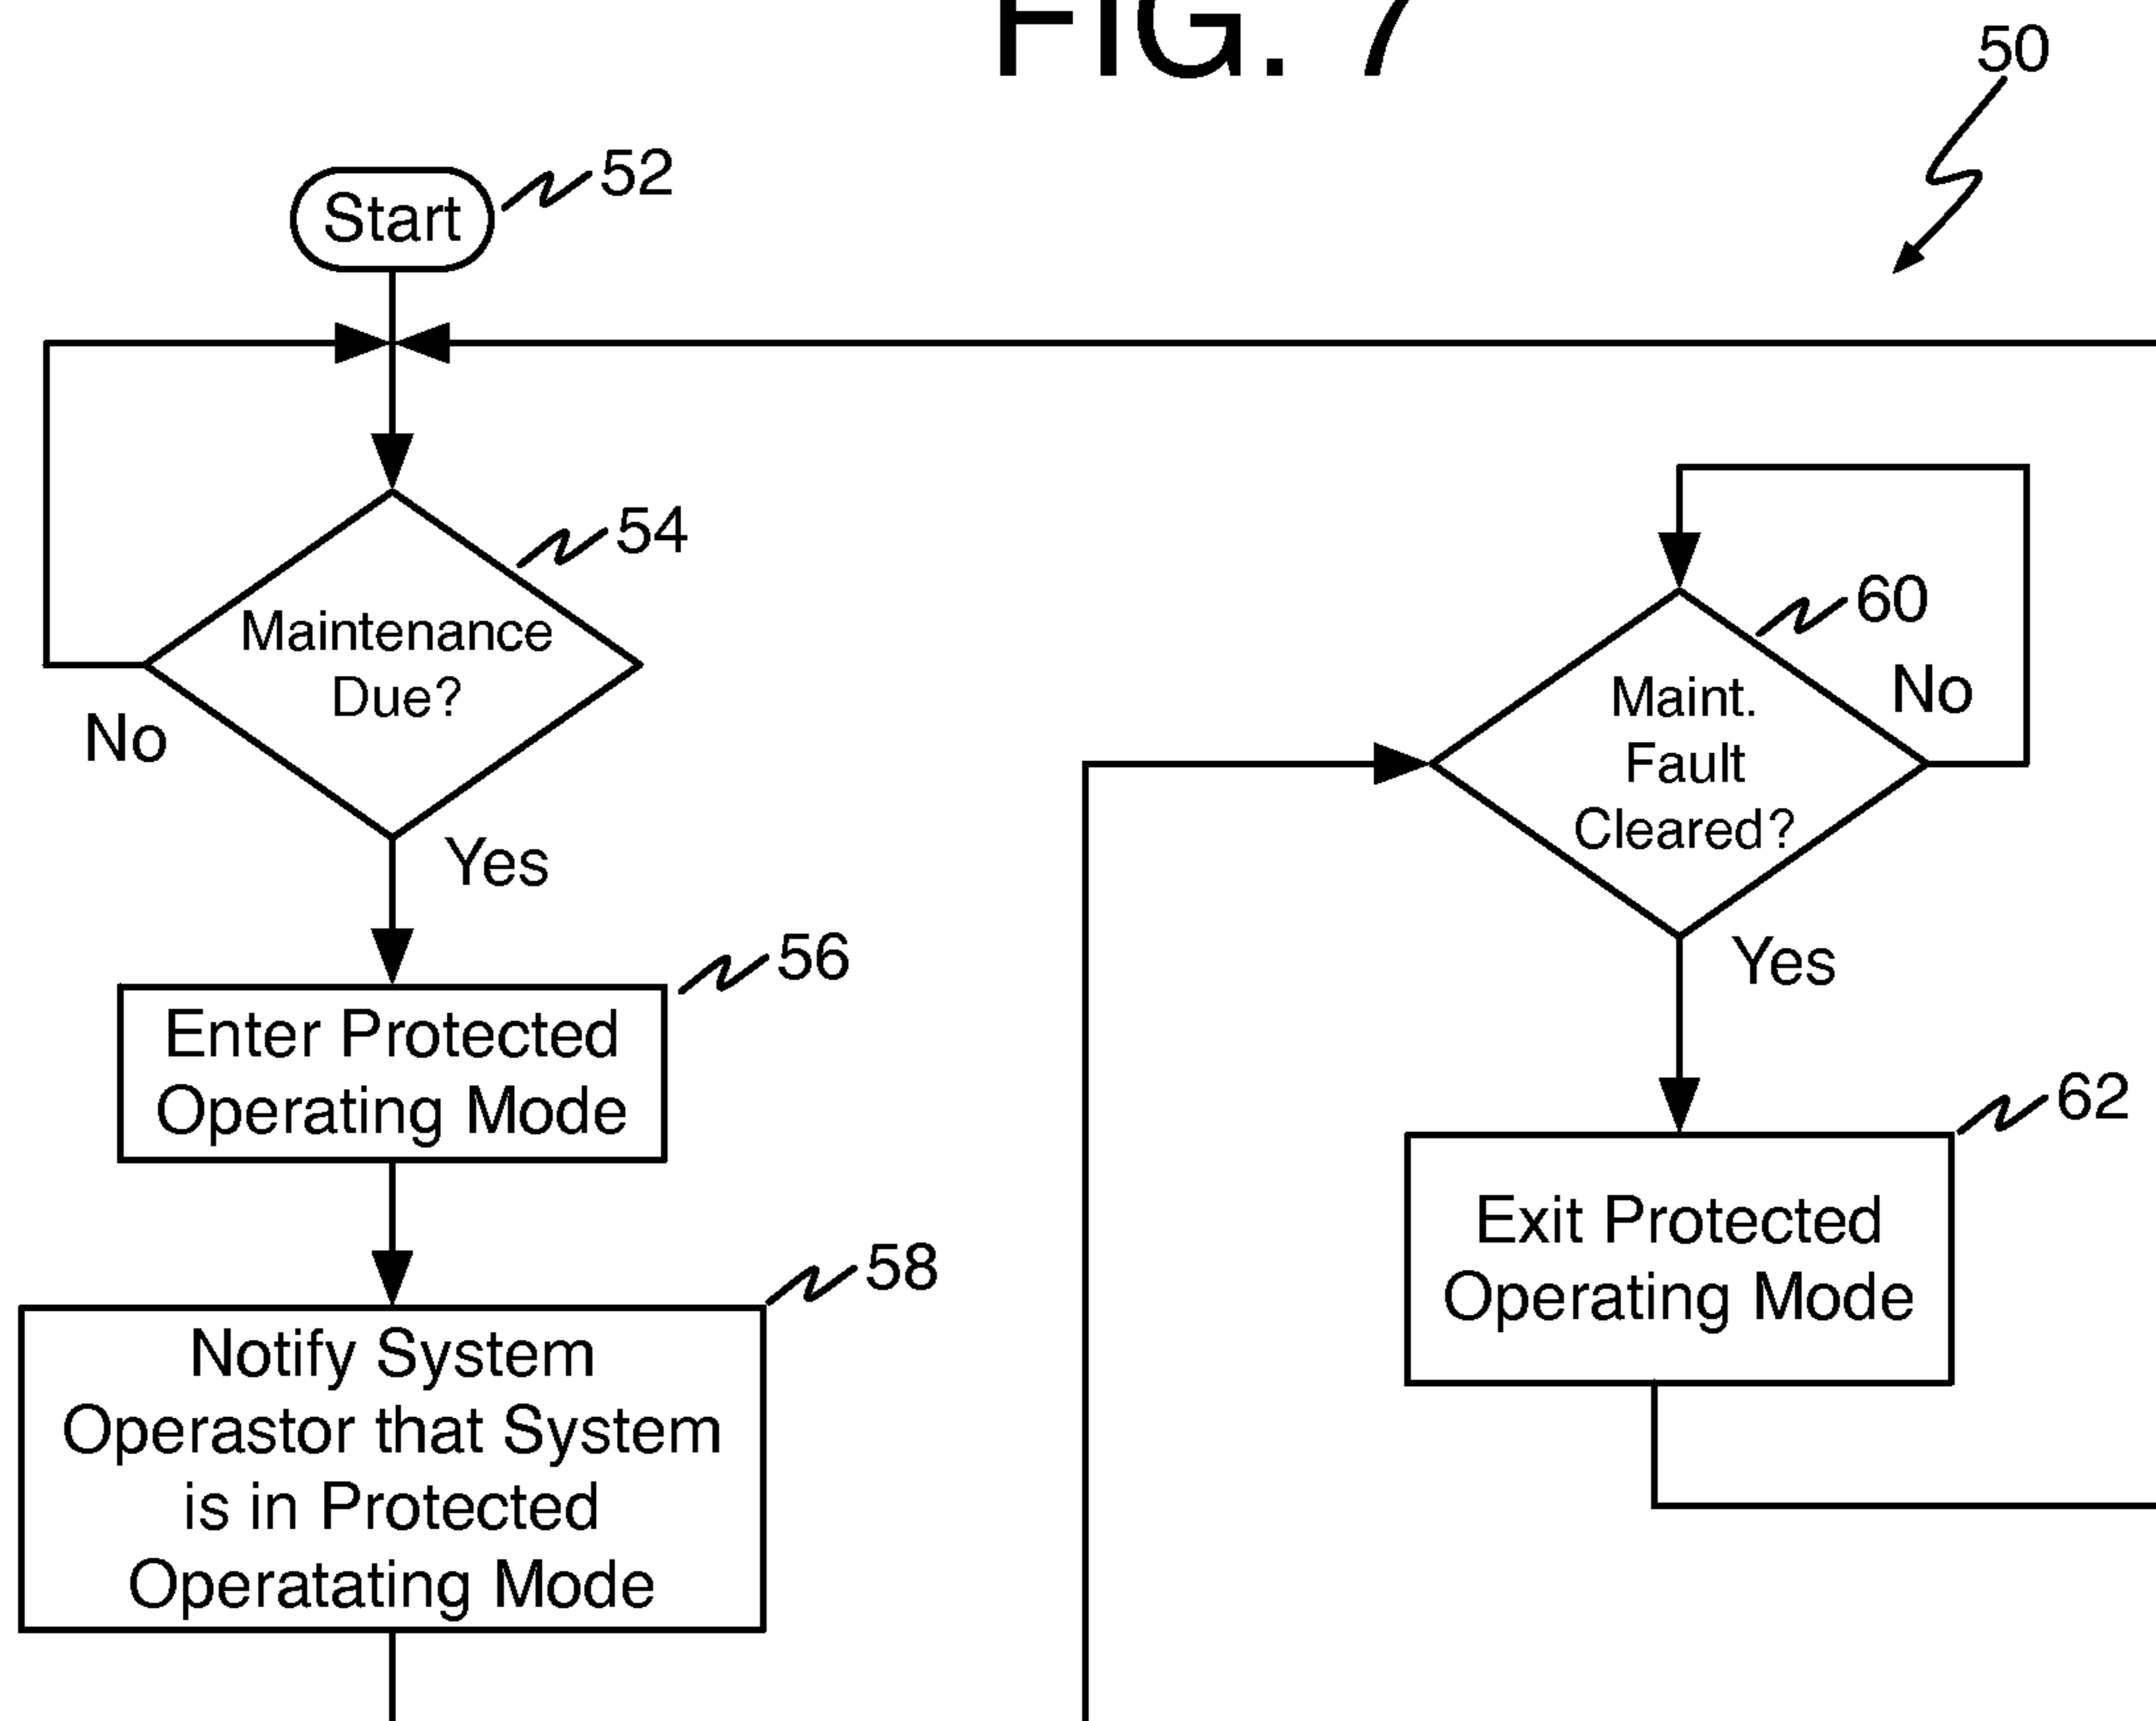 FIG. 7
50
52
Start
54
Maintenance
Due?
No
Yes
56
Enter Protected
Operating Mode
58
Notify System
Operastor that System
is in Protected
Operatating Mode
60
Maint.
Fault
Cleared?
No
Yes
62
Exit Protected
Operating Mode